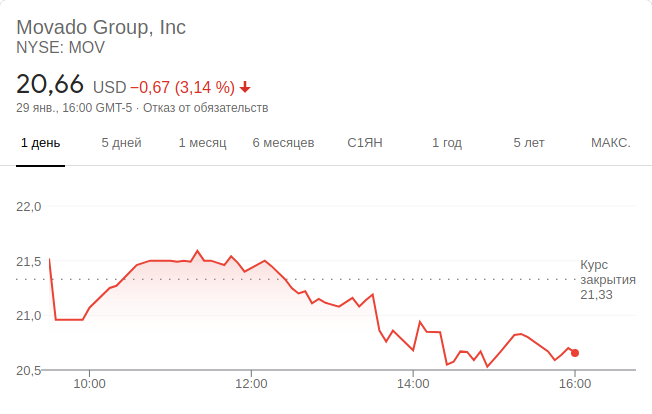 Movado Group, Inc
NYSE: MOV
20,66 USD −0,67 (3,14 %)
29 янв., 16:00 GMT-5 · Отказ от обязательств
1 день 5 дней 1 месяц 6 месяцев С1ЯН 1 год 5 лет МАКС.
22,0
21,5
Курс
закрытия
21,33
21,0
20,5
10:00 12:00 14:00 16:00